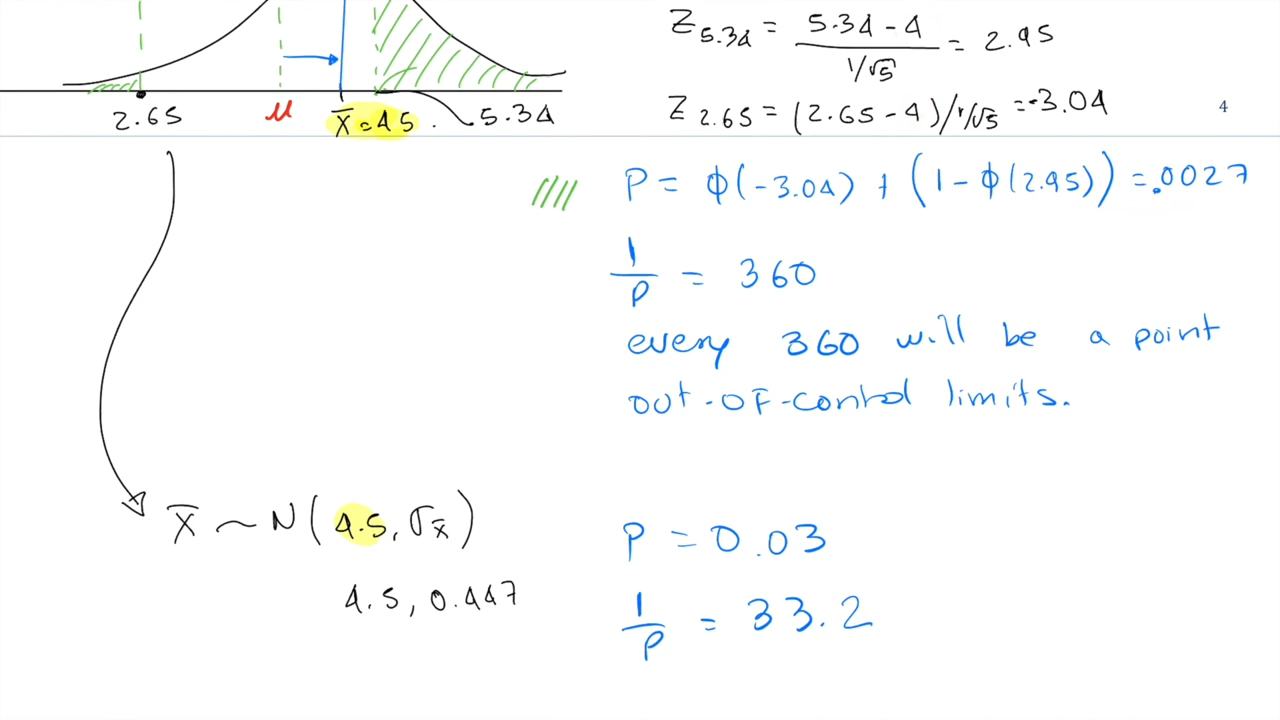 Z 5.34 = 5.34 - 4 / 1/√5 = 2.95
Z 2.65 = (2.65 - 4)/1/√5 = -3.04
4
2.65
μ
x̄ = 4.5
5.34
P = φ(-3.04) + (1 - φ(2.95)) = .0027
1/P = 360
every 360 will be a point
out-of-control limits.
x̄ ~ N(4.5, σx̄)
4.5, 0.447
P = 0.03
1/P = 33.2